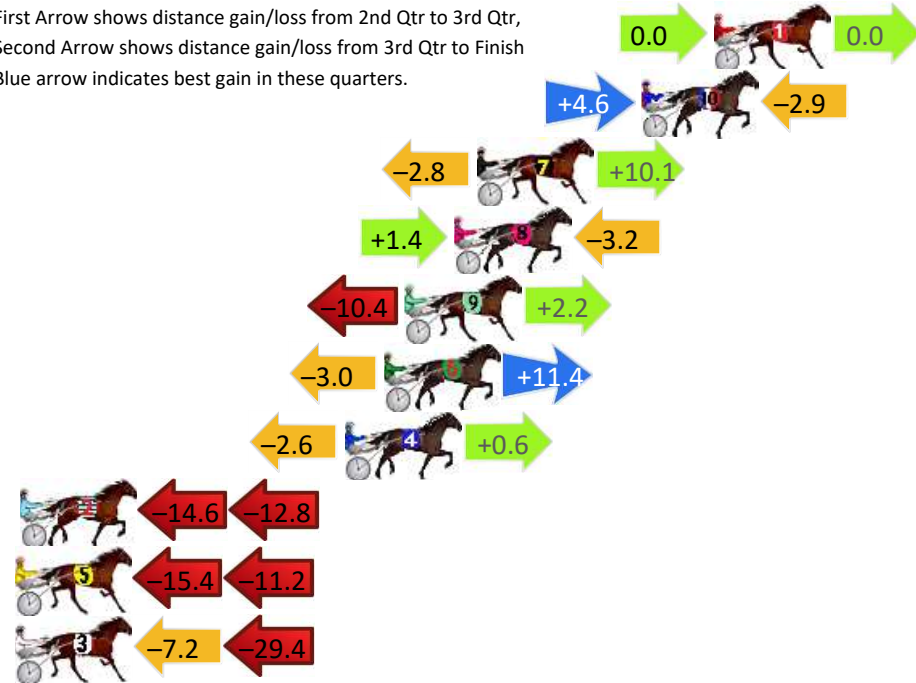 First Arrow shows distance gain/loss from 2nd Qtr to 3rd Qtr,
Second Arrow shows distance gain/loss from 3rd Qtr to Finish
Blue arrow indicates best gain in these quarters.
0.0 1 0.0
+4.6 10 –2.9
–2.8 7 +10.1
+1.4 8 –3.2
–10.4 9 +2.2
–3.0 +11.4
–2.6 4 +0.6
2 –14.6 –12.8
5 –15.4 –11.2
3 –7.2 –29.4